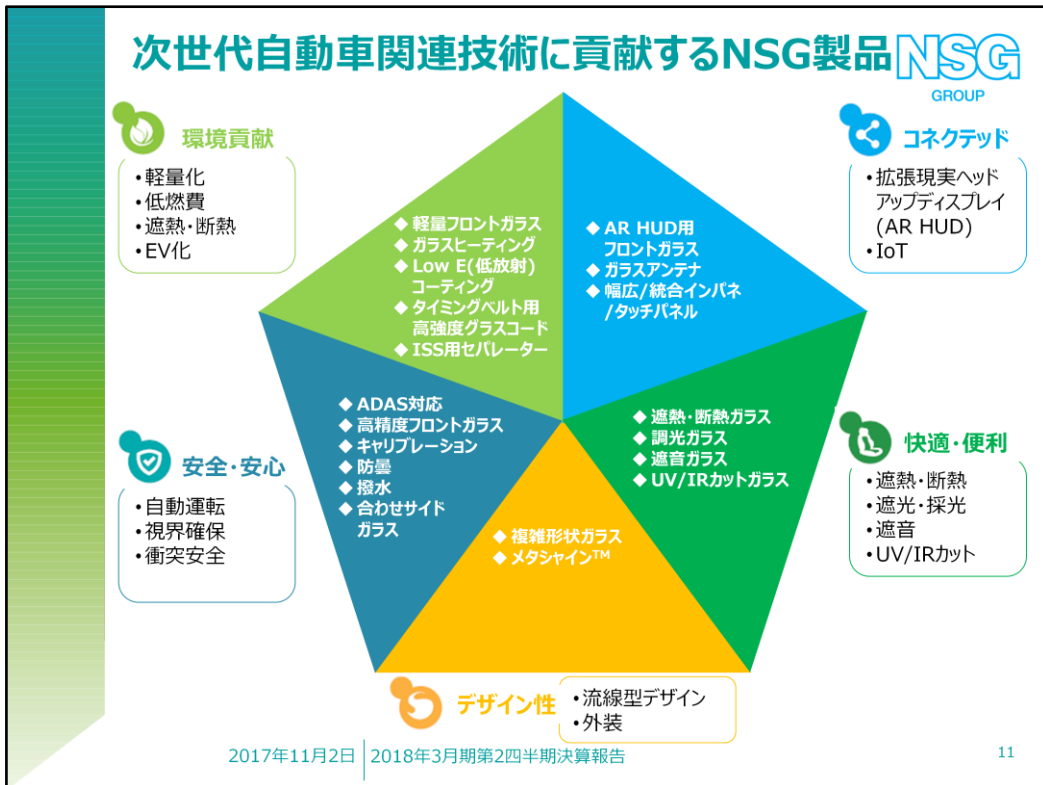 次世代自動車関連技術に貢献するNSG製品
NSG
GROUP
環境貢献
・軽量化
・低燃費
・遮熱・断熱
・EV化
コネクテッド
・拡張現実ヘッド
アップディスプレイ
(AR HUD)
・IoT
◆ 軽量フロントガラス
◆ ガラスヒーティング
◆ Low E(低放射)
コーティング
◆ タイミングベルト用
高強度グラスコード
◆ ISS用セパレーター
◆ AR HUD用
フロントガラス
◆ ガラスアンテナ
◆ 幅広/統合インパネ
/タッチパネル
◆ ADAS対応
◆ 高精度フロントガラス
◆ キャリブレーション
◆ 防曇
◆ 撥水
◆ 合わせサイド
ガラス
◆ 遮熱・断熱ガラス
◆ 調光ガラス
◆ 遮音ガラス
◆ UV/IRカットガラス
安全・安心
・自動運転
・視界確保
・衝突安全
快適・便利
・遮熱・断熱
・遮光・採光
・遮音
・UV/IRカット
◆ 複雑形状ガラス
◆ メタシャイン™
デザイン性
・流線型デザイン
・外装
2017年11月2日 2018年3月期第2四半期決算報告
11